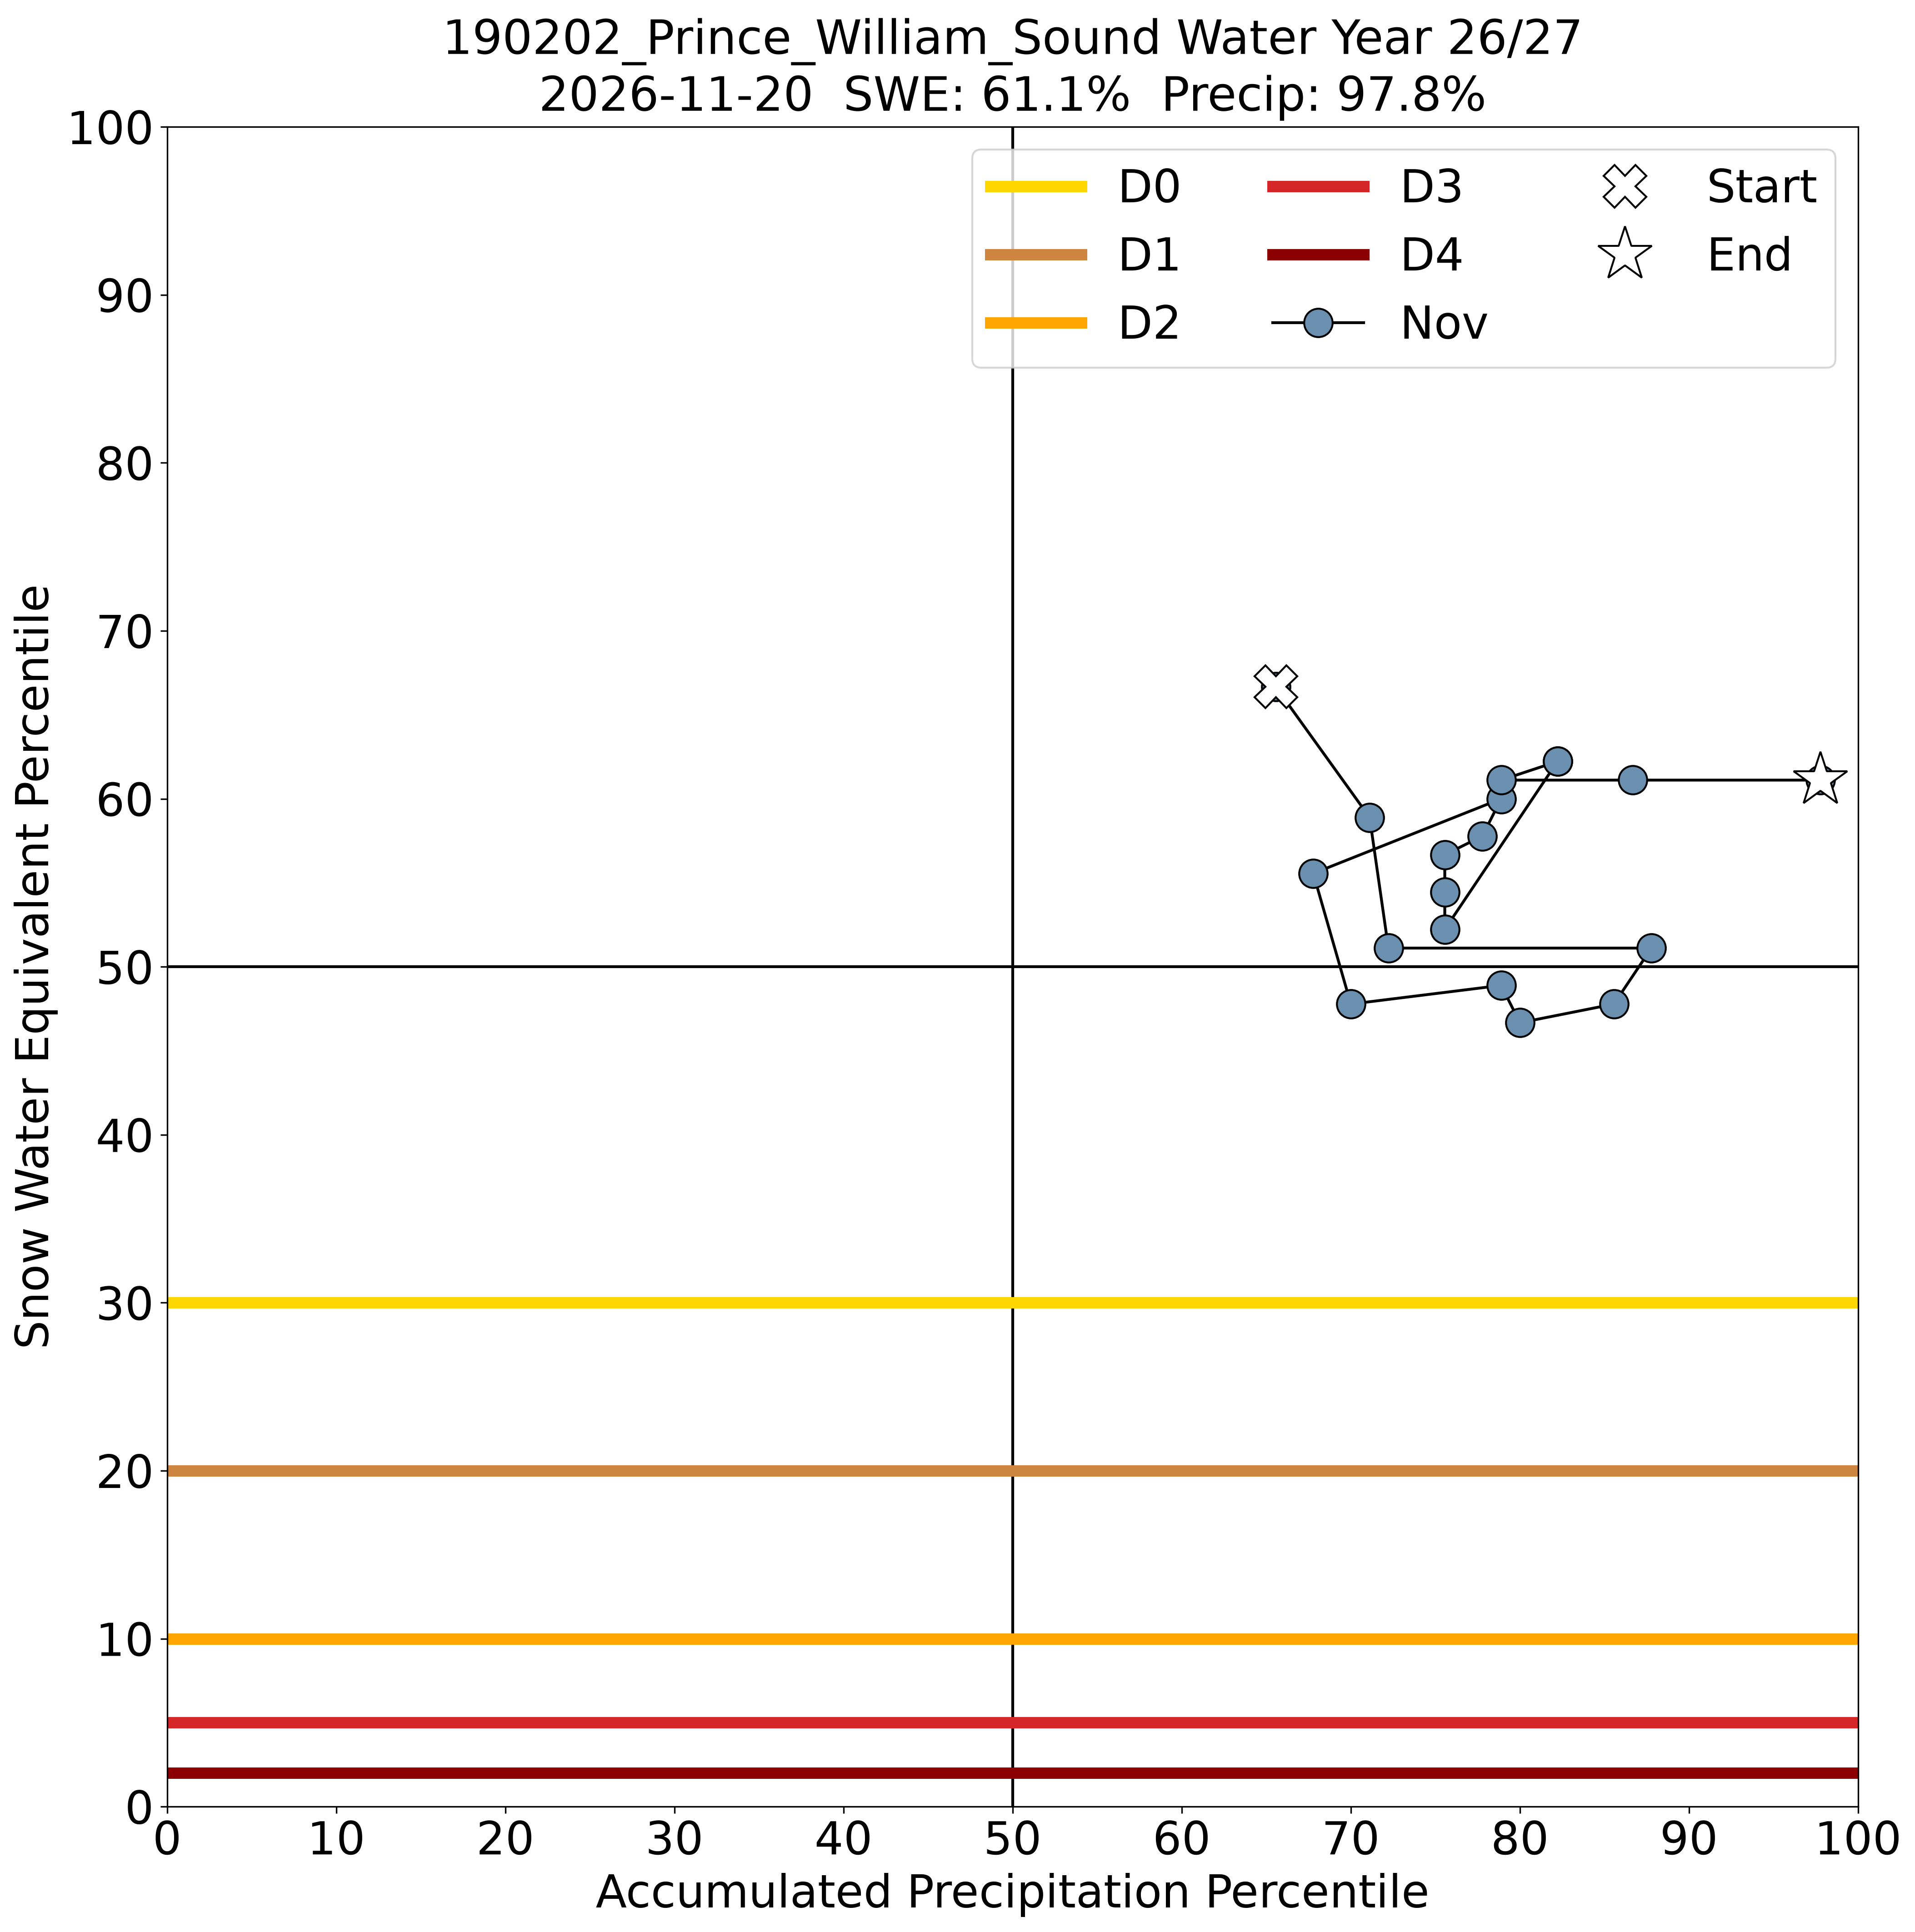 190202_Prince_William_Sound Water Year 26/27
2026-11-20  SWE: 61.1%  Precip: 97.8%
D0
D1
D2
D3
D4
Nov
Start
End
100
90
80
70
60
50
40
30
20
10
0
Snow Water Equivalent Percentile
0 10 20 30 40 50 60 70 80 90 100
Accumulated Precipitation Percentile